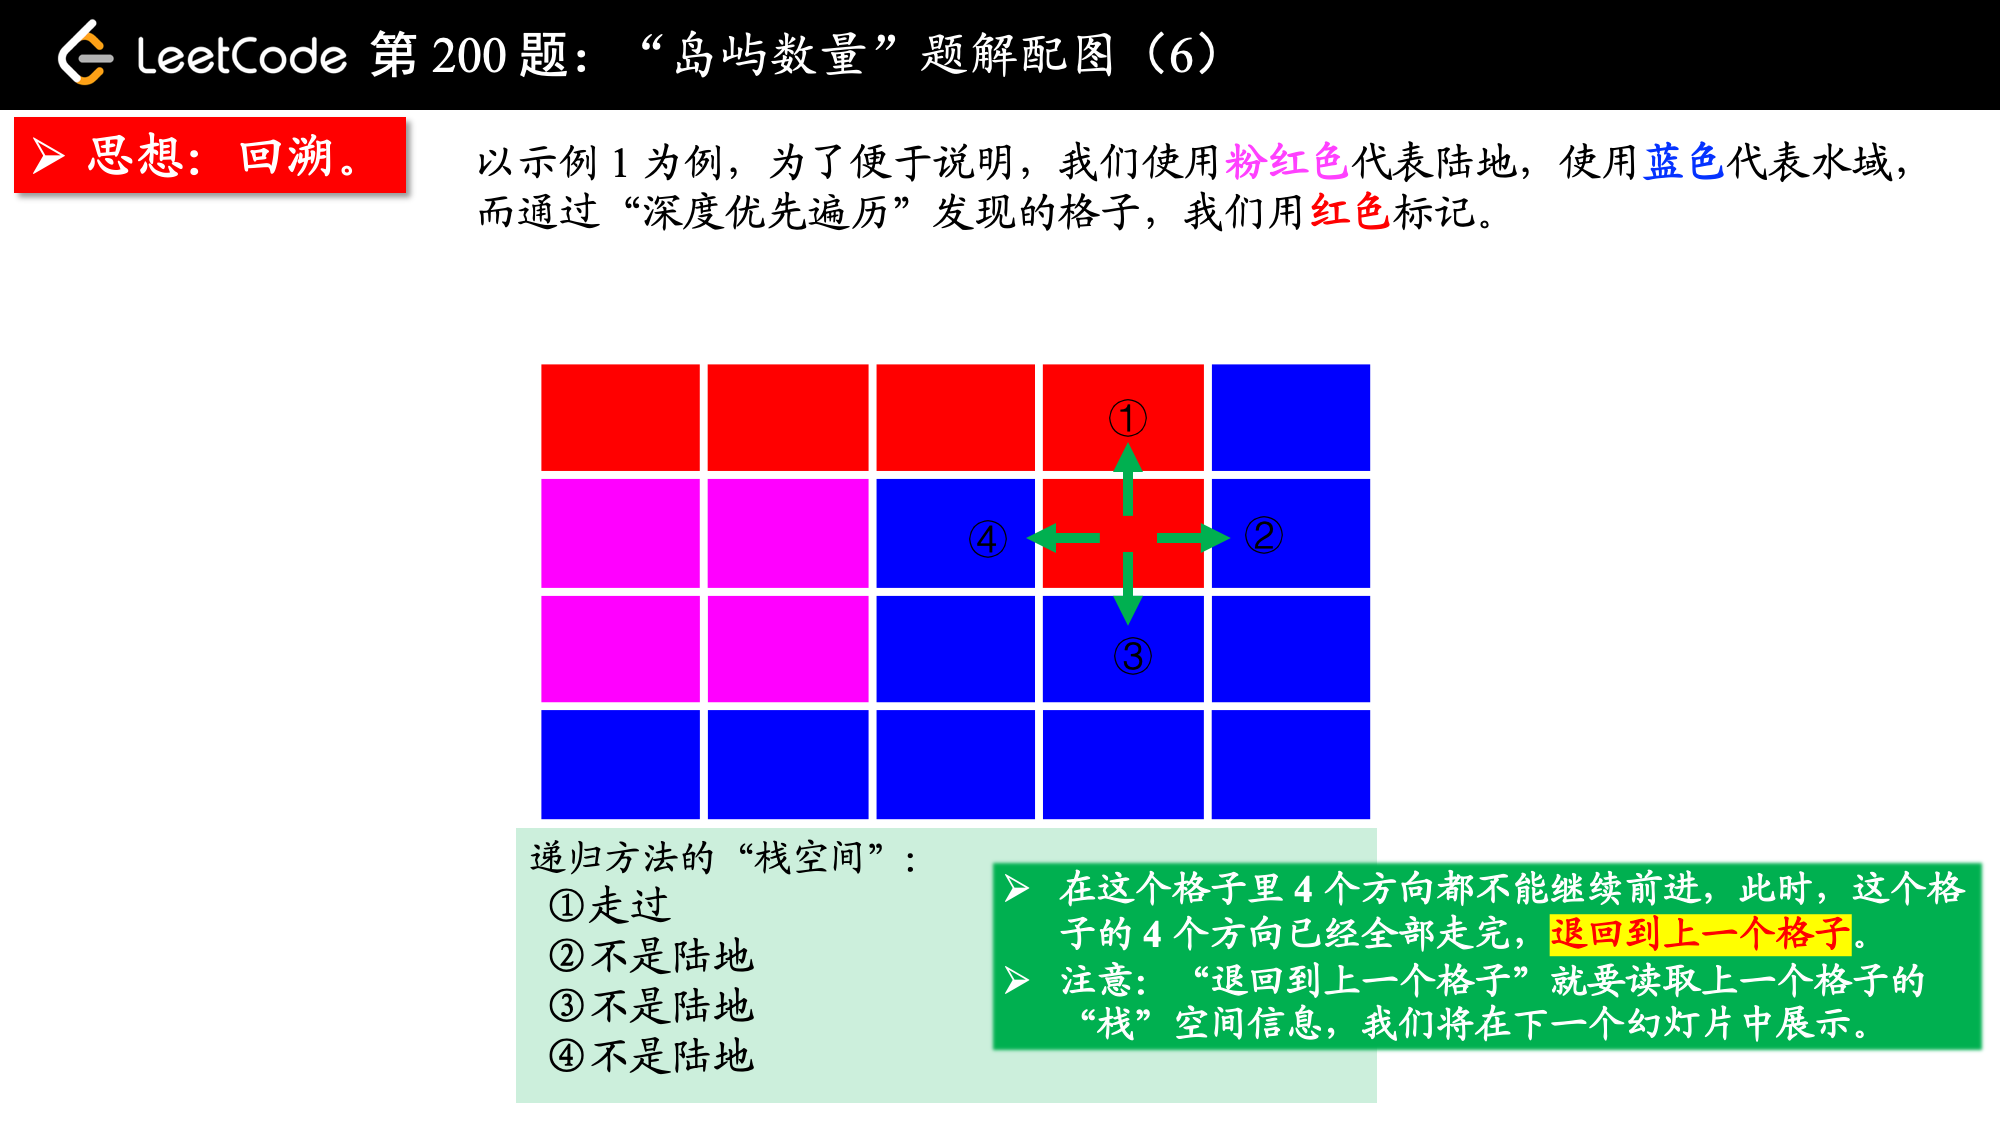 LeetCode 第 200 题：“岛屿数量”题解配图（6）
➢ 思想：回溯。
以示例 1 为例，为了便于说明，我们使用粉红色代表陆地，使用蓝色代表水域，
而通过“深度优先遍历”发现的格子，我们用红色标记。
①
④
②
③
递归方法的“栈空间”：
①走过
②不是陆地
③不是陆地
④不是陆地
➢ 在这个格子里 4 个方向都不能继续前进，此时，这个格
子的 4 个方向已经全部走完，退回到上一个格子。
➢ 注意：“退回到上一个格子”就要读取上一个格子的
“栈”空间信息，我们将在下一个幻灯片中展示。